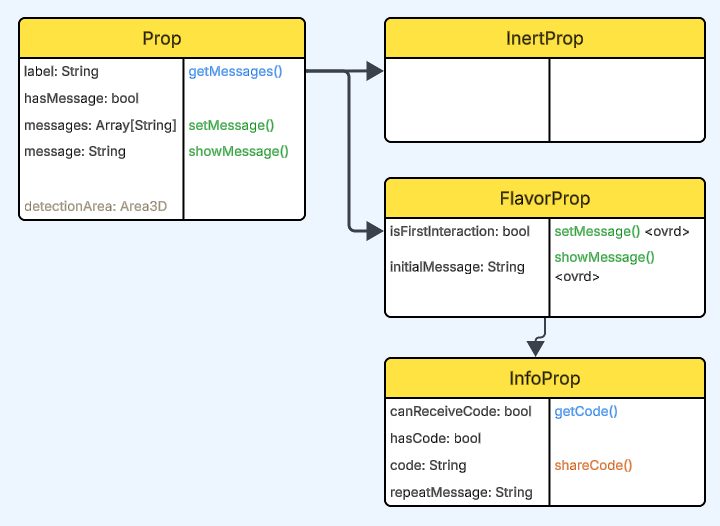 Prop
label: String
getMessages()
hasMessage: bool
messages: Array[String]
setMessage()
message: String
showMessage()
detectionArea: Area3D
InertProp
FlavorProp
isFirstInteraction: bool
setMessage() <ovrd>
initialMessage: String
showMessage()
<ovrd>
InfoProp
canReceiveCode: bool
getCode()
hasCode: bool
code: String
shareCode()
repeatMessage: String